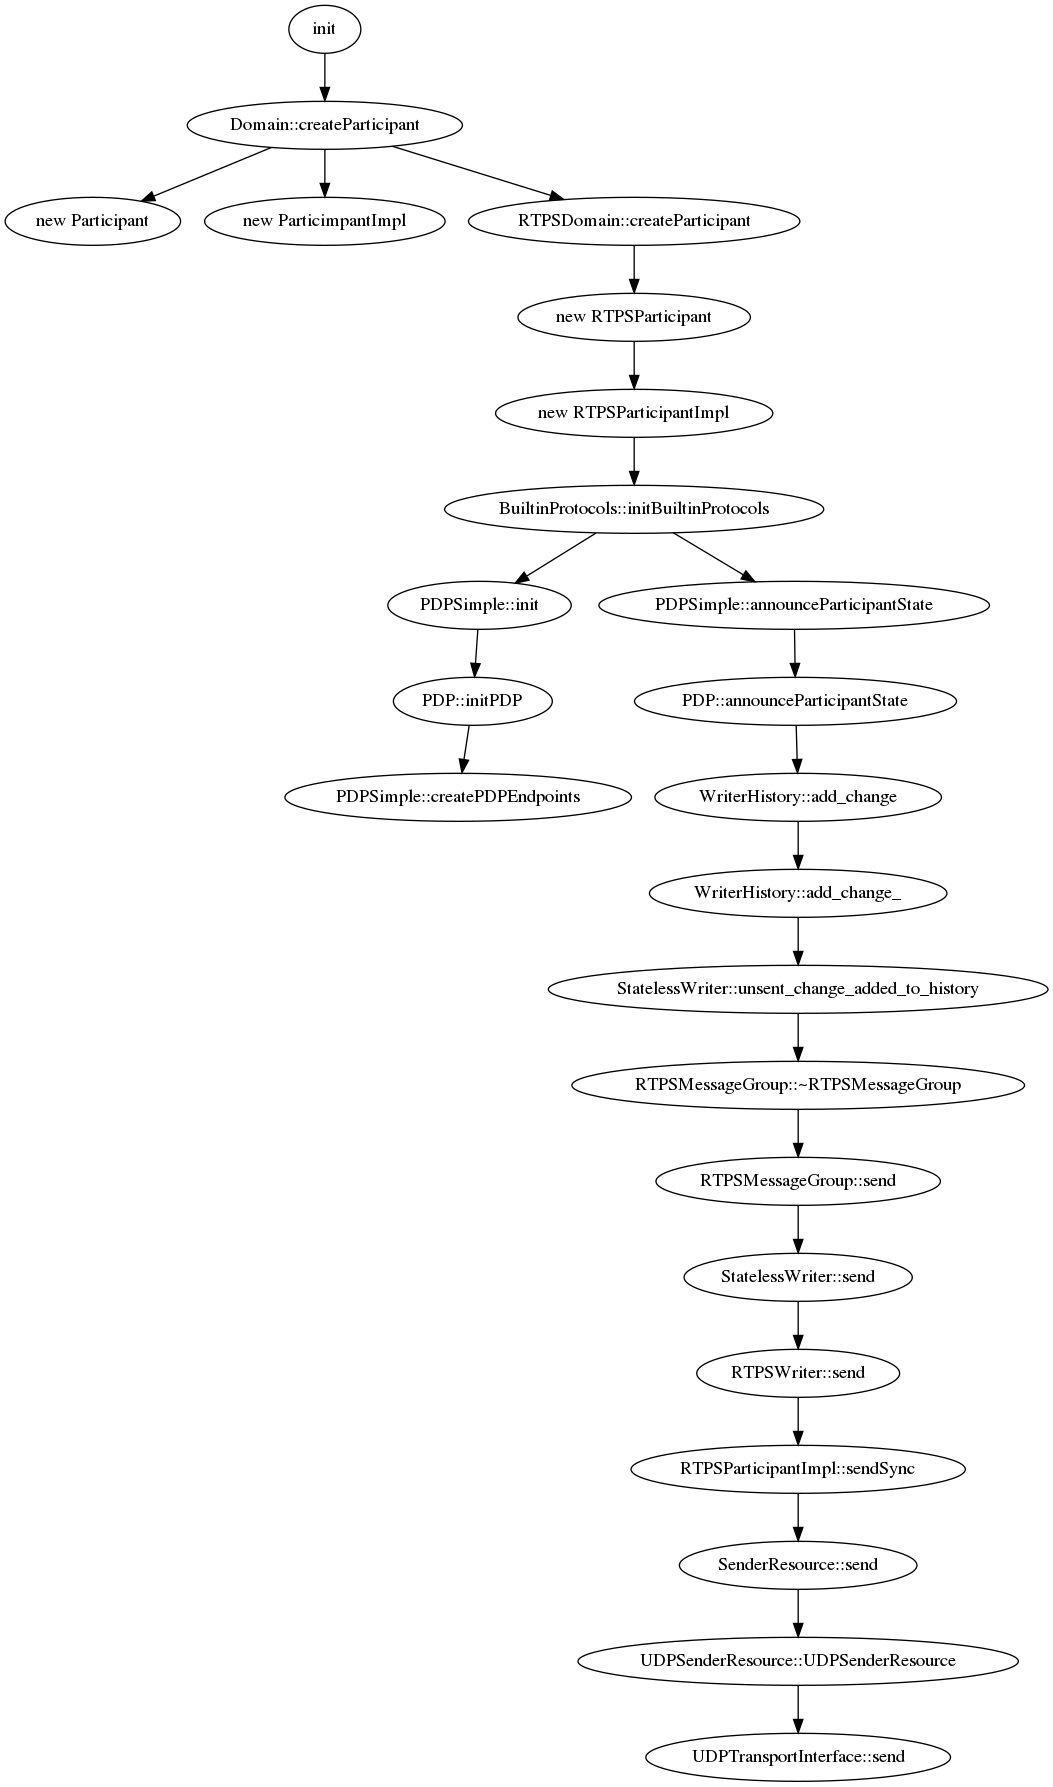 init
Domain::createParticipant
new Participant
new ParticimpantImpl
RTPSDomain::createParticipant
new RTPSParticipant
new RTPSParticipantImpl
BuiltinProtocols::initBuiltinProtocols
PDPSimple::init
PDPSimple::announceParticipantState
PDP::initPDP
PDP::announceParticipantState
PDPSimple::createPDPEndpoints
WriterHistory::add_change
WriterHistory::add_change_
StatelessWriter::unsent_change_added_to_history
RTPSMessageGroup::~RTPSMessageGroup
RTPSMessageGroup::send
StatelessWriter::send
RTPSWriter::send
RTPSParticipantImpl::sendSync
SenderResource::send
UDPSenderResource::UDPSenderResource
UDPTransportInterface::send